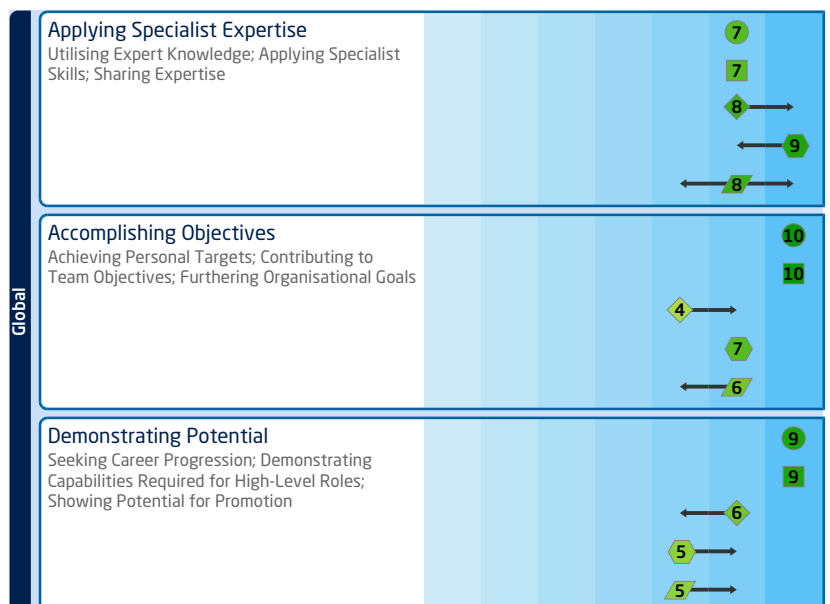 Global
Applying Specialist Expertise
Utilising Expert Knowledge; Applying Specialist
Skills; Sharing Expertise
7
7
8
9
8
Accomplishing Objectives
Achieving Personal Targets; Contributing to
Team Objectives; Furthering Organisational Goals
10
10
4
7
6
Demonstrating Potential
Seeking Career Progression; Demonstrating
Capabilities Required for High-Level Roles;
Showing Potential for Promotion
9
9
6
5
5